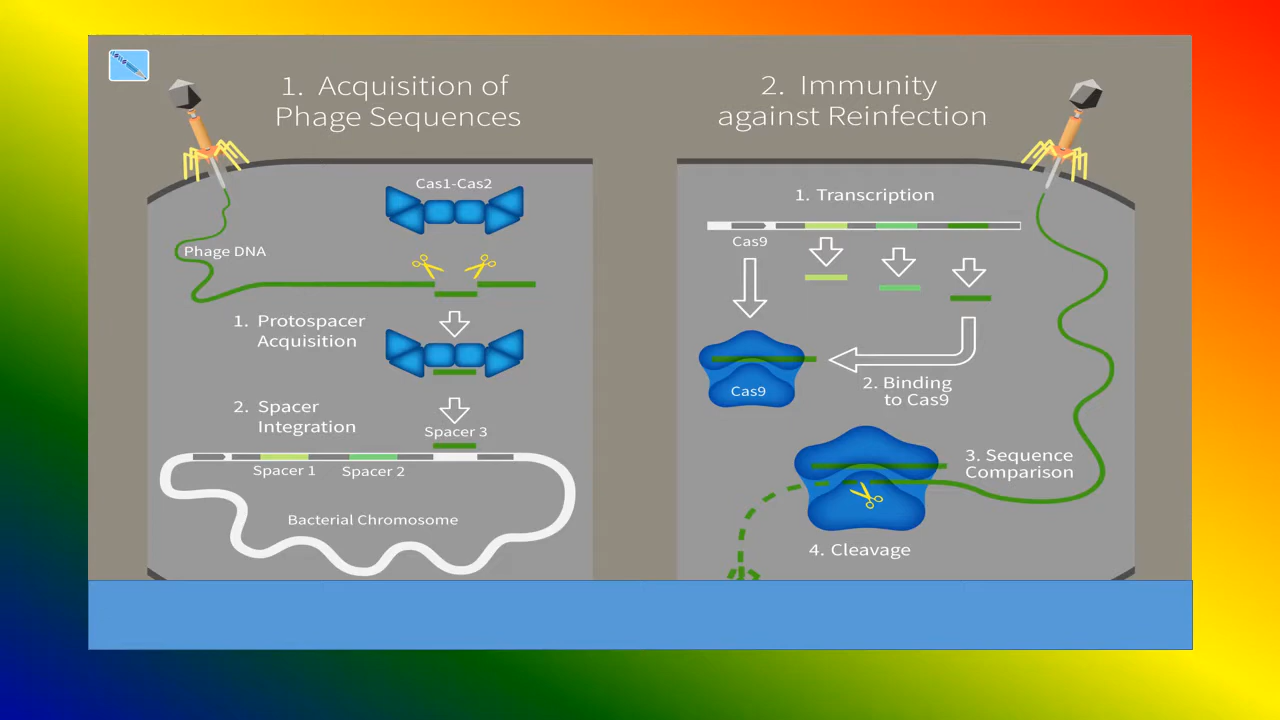 1. Acquisition of
Phage Sequences
Cas1-Cas2
Phage DNA
1. Protospacer
Acquisition
2. Spacer
Integration
Spacer 3
Spacer 1
Spacer 2
Bacterial Chromosome
2. Immunity
against Reinfection
1. Transcription
Cas9
2. Binding
to Cas9
Cas9
3. Sequence
Comparison
4. Cleavage